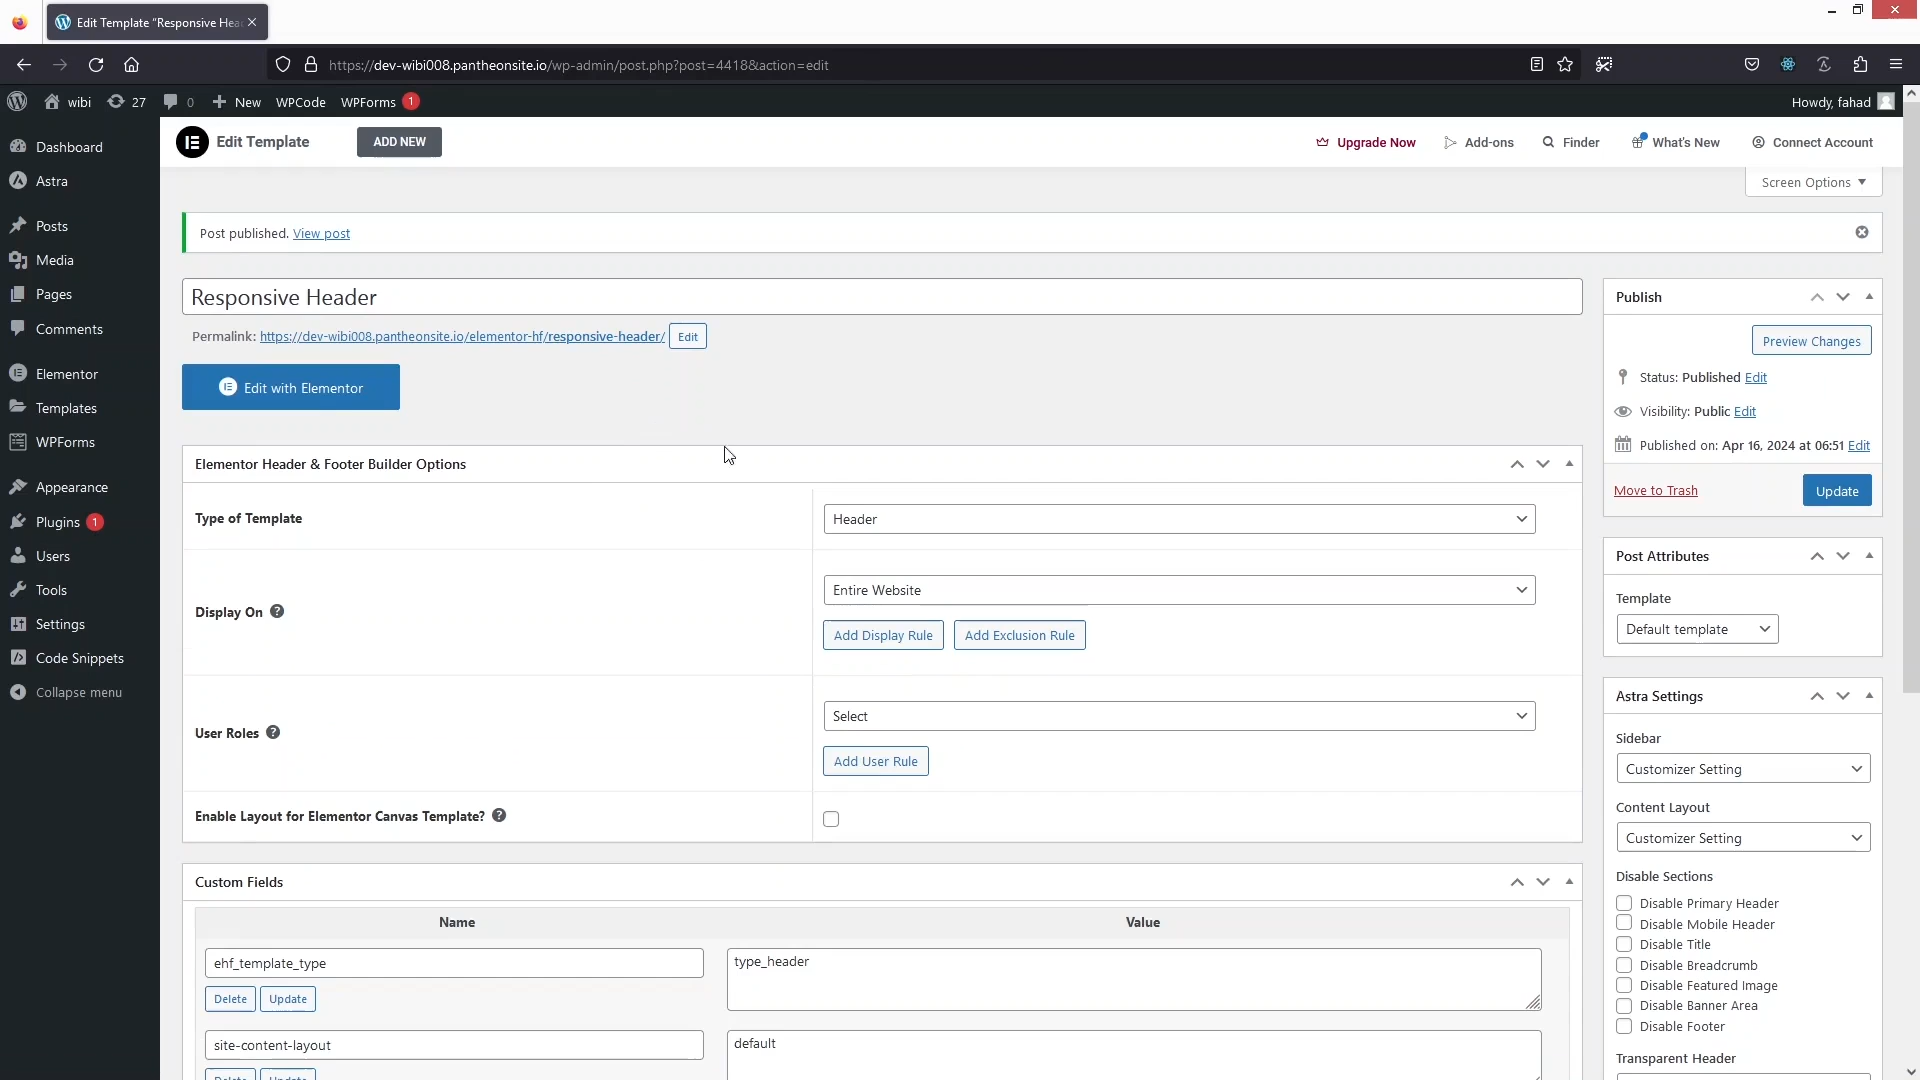 Edit Template "Responsive Hea
https://dev-wibi008.pantheonsite.io/wp-admin/post.php?post=4418&action=edit
wibi 27 0 New WPCode WPForms 1 Howdy, fahad
Edit Template ADD NEW Upgrade Now Add-ons Finder What's New Connect Account
Screen Options
Dashboard
Astra
Posts
Media
Pages
Comments
Elementor
Templates
WPForms
Appearance
Plugins 1
Users
Tools
Settings
Code Snippets
Collapse menu
Post published. View post
Responsive Header
Permalink: https://dev-wibi008.pantheonsite.io/elementor-hf/responsive-header/ Edit
Edit with Elementor
Elementor Header & Footer Builder Options
Type of Template Header
Display On Entire Website
Add Display Rule Add Exclusion Rule
User Roles Select
Add User Rule
Enable Layout for Elementor Canvas Template?
Custom Fields
Name Value
ehf_template_type type_header
Delete Update
site-content-layout default
Delete Update
Publish
Preview Changes
Status: Published Edit
Visibility: Public Edit
Published on: Apr 16, 2024 at 06:51 Edit
Move to Trash Update
Post Attributes
Template
Default template
Astra Settings
Sidebar
Customizer Setting
Content Layout
Customizer Setting
Disable Sections
Disable Primary Header
Disable Mobile Header
Disable Title
Disable Breadcrumb
Disable Featured Image
Disable Banner Area
Disable Footer
Transparent Header